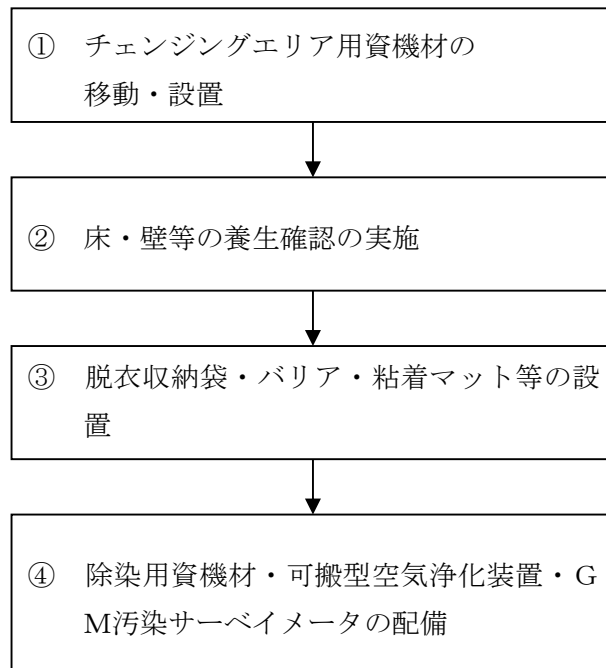 ① チェンジングエリア用資機材の
移動・設置
② 床・壁等の養生確認の実施
③ 脱衣収納袋・バリア・粘着マット等の設
置
④ 除染用資機材・可搬型空気浄化装置・G
M汚染サーベイメータの配備